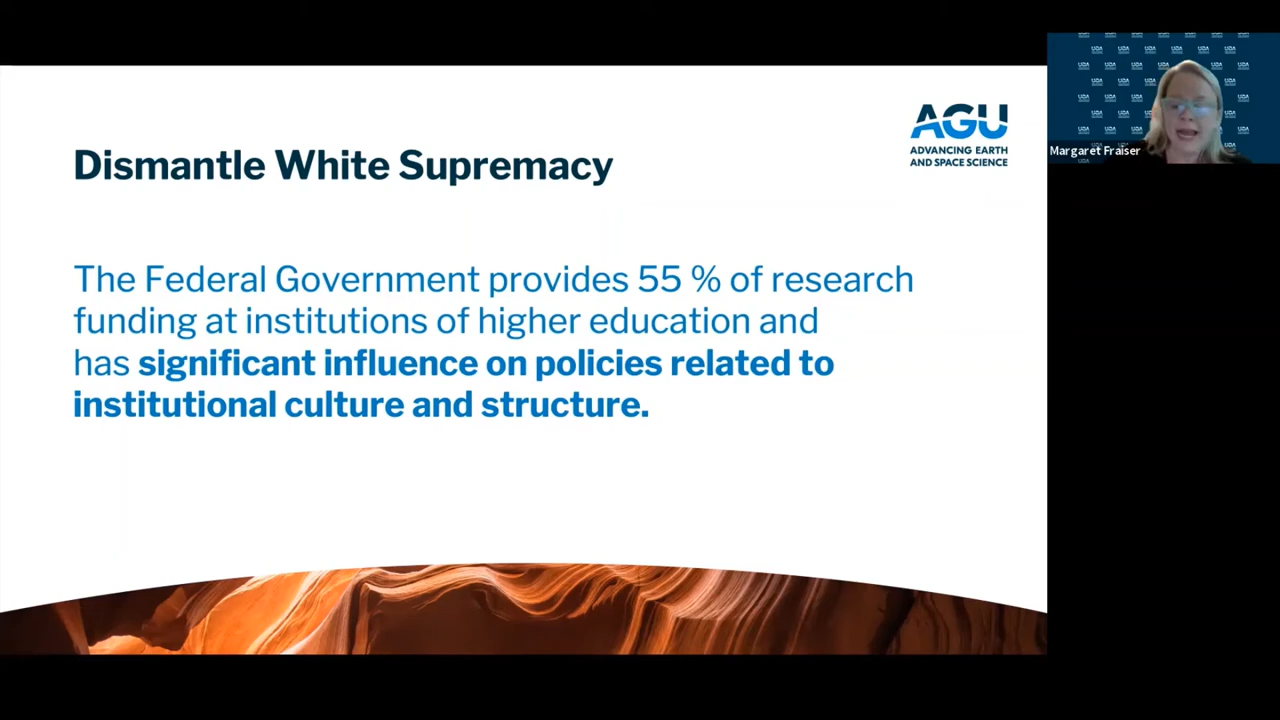 Dismantle White Supremacy
AGU
ADVANCING EARTH
AND SPACE SCIENCE
The Federal Government provides 55 % of research
funding at institutions of higher education and
has significant influence on policies related to
institutional culture and structure.
Margaret Fraiser